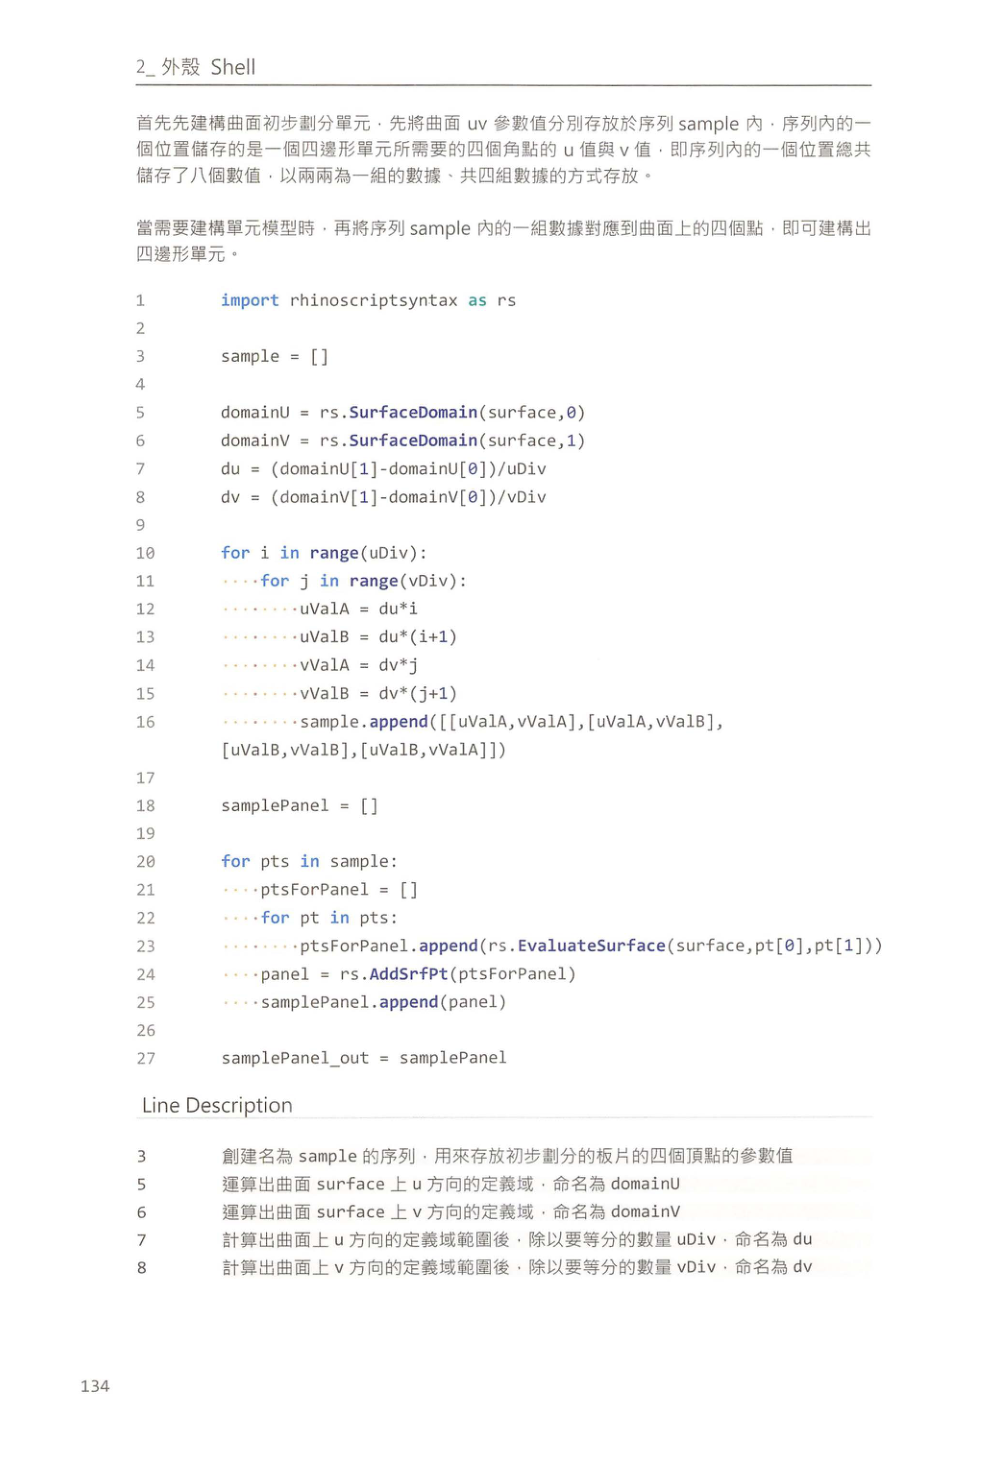 2_ 外殼 Shell
首先先建構曲面初步劃分單元，先將曲面 uv 參數值分別存放於序列 sample 內，序列內的一
個位置儲存的是一個四邊形單元所需要的四個角點的 u 值與 v 值，即序列內的一個位置總共
儲存了八個數值，以兩兩為一組的數據、共四組數據的方式存放。
當需要建構單元模型時，再將序列 sample 內的一組數據對應到曲面上的四個點，即可建構出
四邊形單元。
1 import rhinoscriptsyntax as rs
2
3 sample = []
4
5 domainU = rs.SurfaceDomain(surface,0)
6 domainV = rs.SurfaceDomain(surface,1)
7 du = (domainU[1]-domainU[0])/uDiv
8 dv = (domainV[1]-domainV[0])/vDiv
9
10 for i in range(uDiv):
11 ····for j in range(vDiv):
12 ········uValA = du*i
13 ········uValB = du*(i+1)
14 ········vValA = dv*j
15 ········vValB = dv*(j+1)
16 ········sample.append([[uValA,vValA],[uValA,vValB],
[uValB,vValB],[uValB,vValA]])
17
18 samplePanel = []
19
20 for pts in sample:
21 ····ptsForPanel = []
22 ····for pt in pts:
23 ········ptsForPanel.append(rs.EvaluateSurface(surface,pt[0],pt[1]))
24 ····panel = rs.AddSrfPt(ptsForPanel)
25 ····samplePanel.append(panel)
26
27 samplePanel_out = samplePanel
Line Description
3 創建名為 sample 的序列，用來存放初步劃分的板片的四個頂點的參數值
5 運算出曲面 surface 上 u 方向的定義域，命名為 domainU
6 運算出曲面 surface 上 v 方向的定義域，命名為 domainV
7 計算出曲面上 u 方向的定義域範圍後，除以要等分的數量 uDiv，命名為 du
8 計算出曲面上 v 方向的定義域範圍後，除以要等分的數量 vDiv，命名為 dv
134